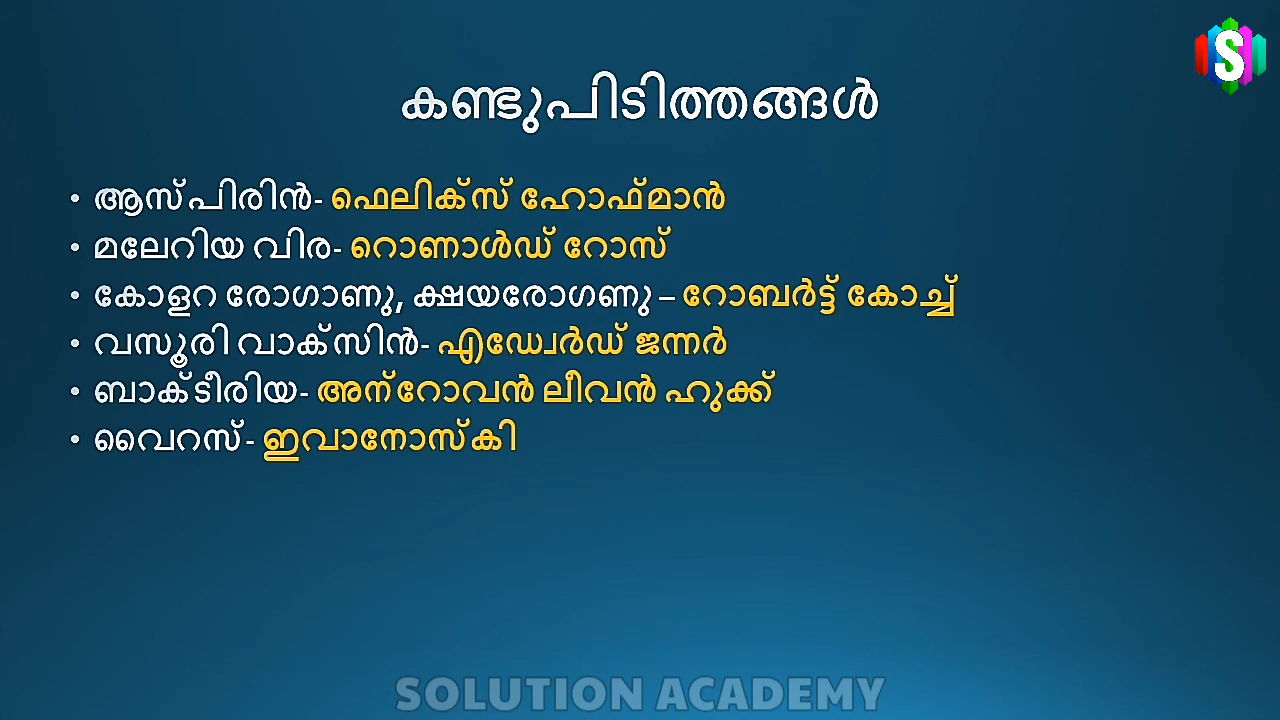 S
കണ്ടുപിടിത്തങ്ങൾ
• ആസ്പിരിൻ- ഫെലിക്സ് ഹോഫ്മാൻ
• മലേറിയ വിര- റൊണാൾഡ് റോസ്
• കോളറ രോഗാണു, ക്ഷയരോഗണു – റോബർട്ട് കോച്ച്
• വസൂരി വാക്സിൻ- എഡ്വേർഡ് ജന്നർ
• ബാക്ടീരിയ- അന്റോവൻ ലീവൻ ഹുക്ക്
• വൈറസ്- ഇവാനോസ്കി
SOLUTION ACADEMY